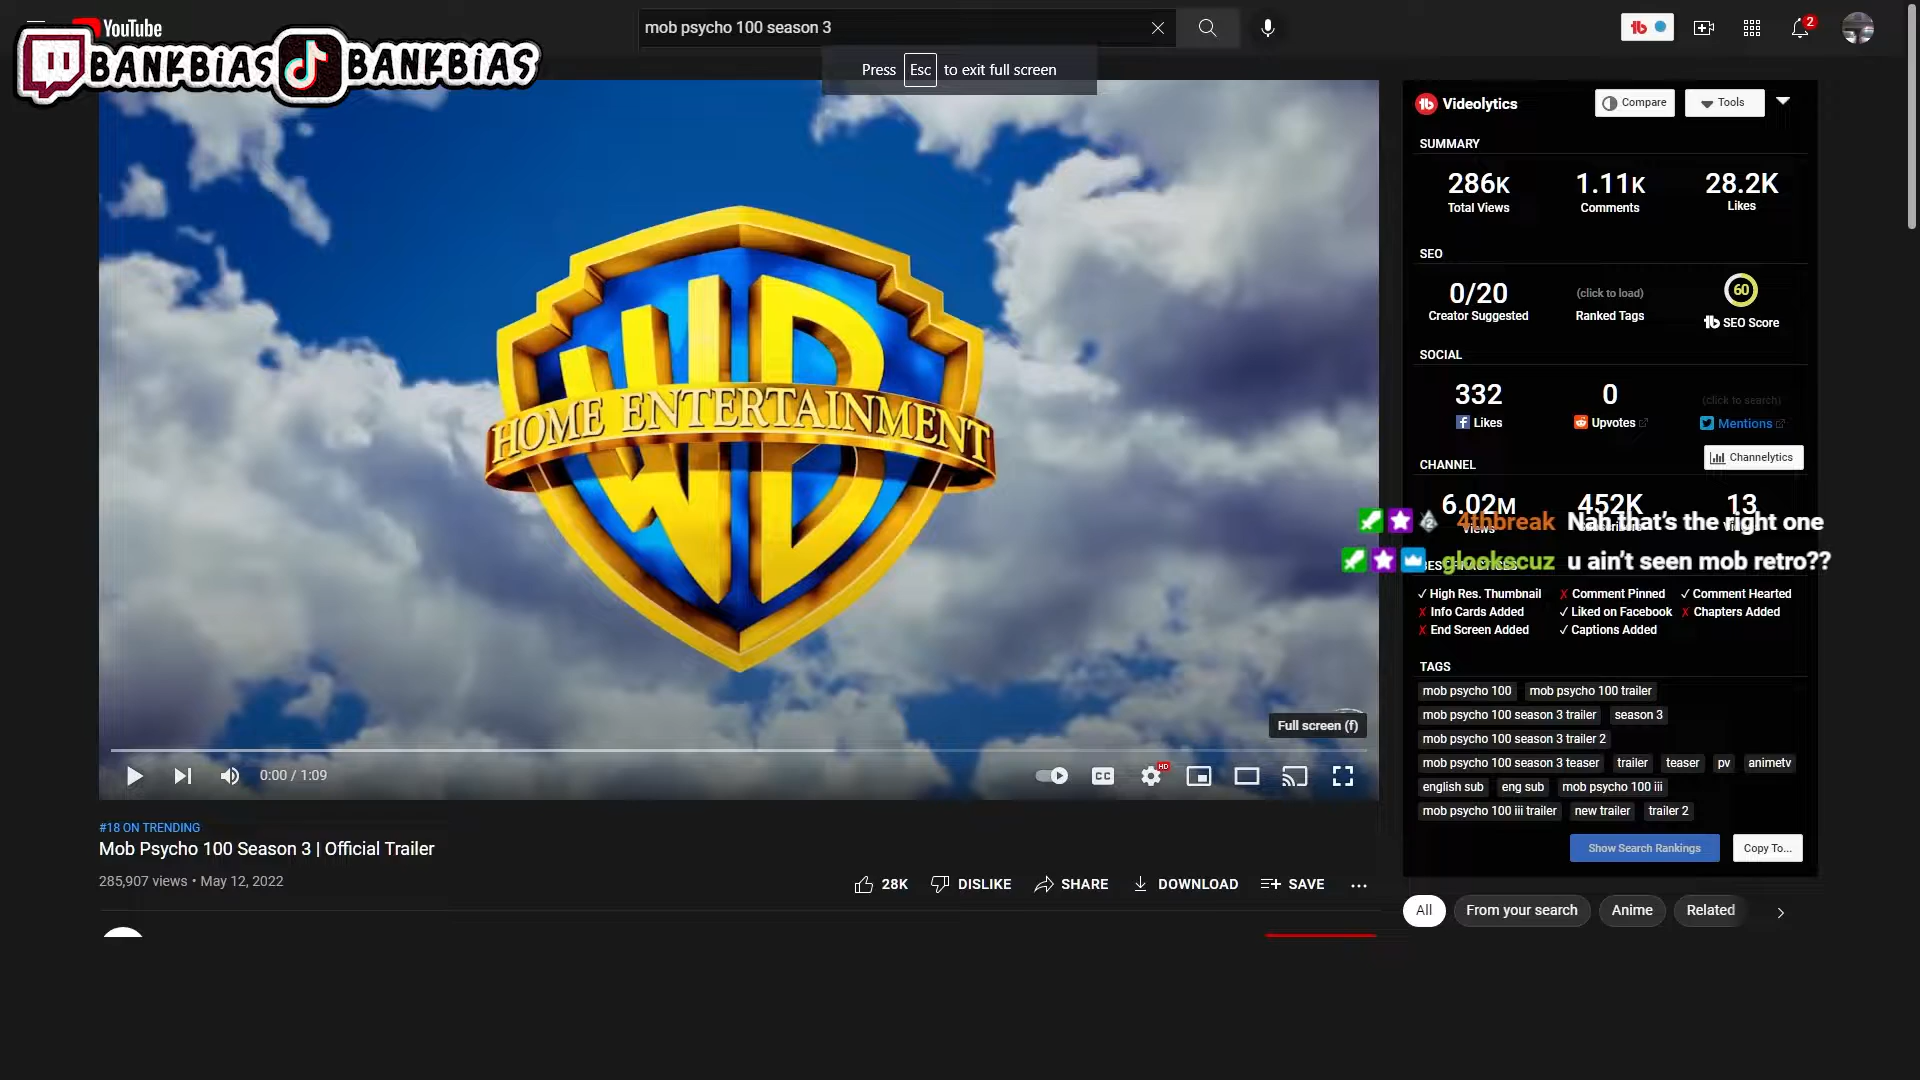 YouTube
mob psycho 100 season 3
2
BANKBIAS
BANKBIAS
Press Esc to exit full screen
WB
HOME ENTERTAINMENT
Full screen (f)
0:00 / 1:09
CC
HD
#18 ON TRENDING
Mob Psycho 100 Season 3 | Official Trailer
285,907 views • May 12, 2022
28K DISLIKE SHARE DOWNLOAD SAVE ...
Videolytics Compare Tools
SUMMARY
286K 1.11K 28.2K
Total Views Comments Likes
SEO
0/20 (click to load) 60
Creator Suggested Ranked Tags SEO Score
SOCIAL
332 0 (click to search)
Likes Upvotes Mentions
Channelytics
CHANNEL
6.02M 452K 13
Views
4thbreak Nah that's the right one
glookscuz u ain't seen mob retro??
✓ High Res. Thumbnail ✗ Comment Pinned ✓ Comment Hearted
✗ Info Cards Added ✓ Liked on Facebook ✗ Chapters Added
✗ End Screen Added ✓ Captions Added
TAGS
mob psycho 100 mob psycho 100 trailer
mob psycho 100 season 3 trailer season 3
mob psycho 100 season 3 trailer 2
mob psycho 100 season 3 teaser trailer teaser pv animetv
english sub eng sub mob psycho 100 iii
mob psycho 100 iii trailer new trailer trailer 2
Show Search Rankings Copy To...
All From your search Anime Related